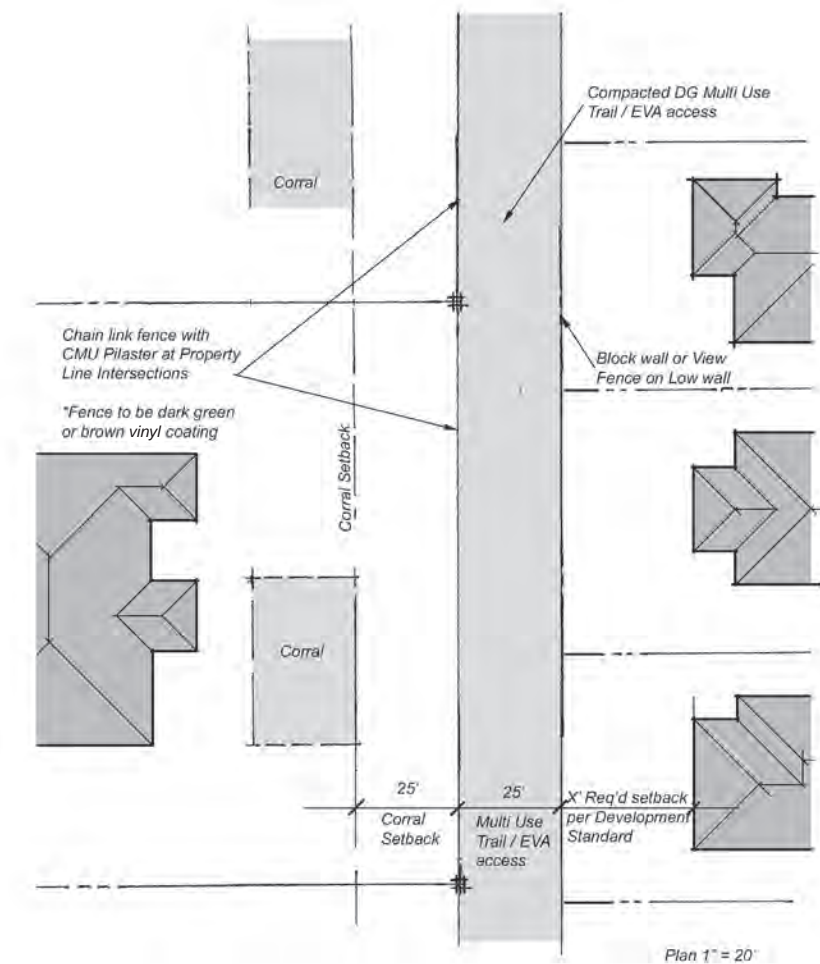 Compacted DG Multi Use
Trail / EVA access
Corral
Chain link fence with
CMU Pilaster at Property
Line Intersections
*Fence to be dark green
or brown vinyl coating
Block wall or View
Fence on Low wall
Corral Setback
Corral
25'
Corral
Setback
25'
Multi Use
Trail / EVA
access
X' Req'd setback
per Development
Standard
Plan 1" = 20'